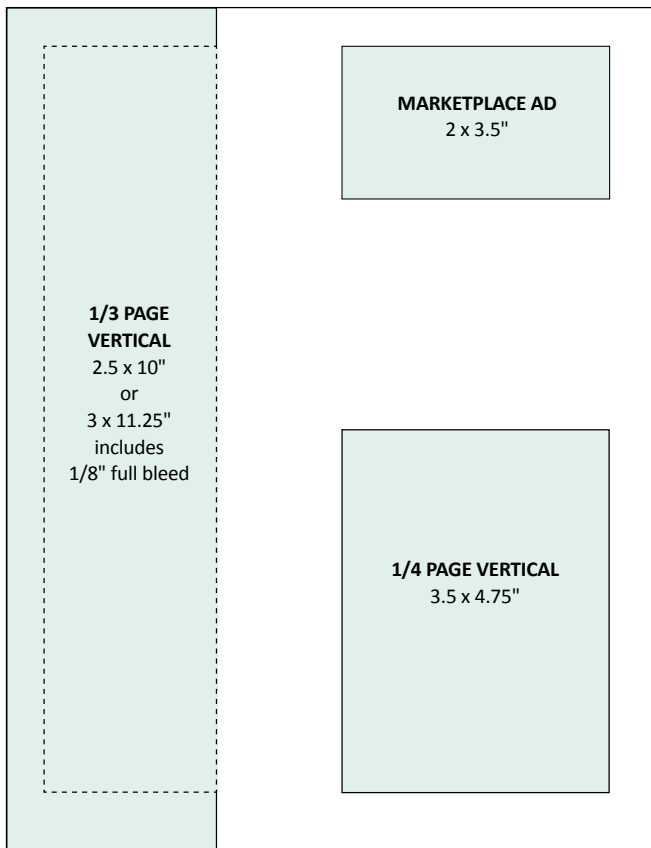 1/3 PAGE
VERTICAL
2.5 x 10"
or
3 x 11.25"
includes
1/8" full bleed
MARKETPLACE AD
2 x 3.5"
1/4 PAGE VERTICAL
3.5 x 4.75"